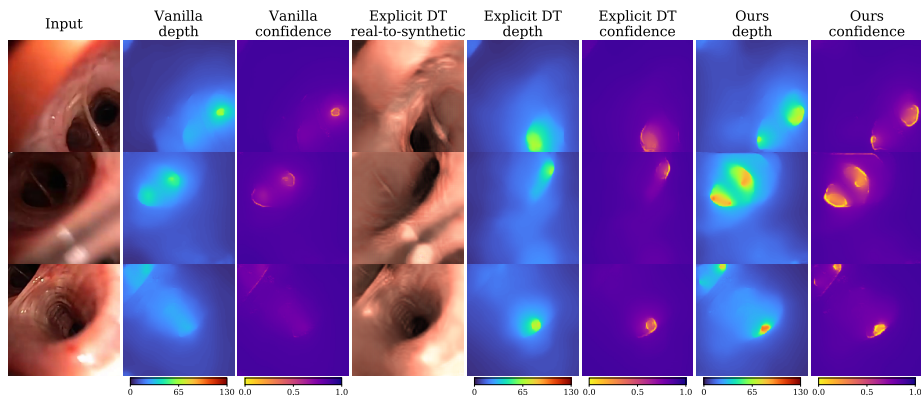 Input
Vanilla
depth
Vanilla
confidence
Explicit DT
real-to-synthetic
Explicit DT
depth
Explicit DT
confidence
Ours
depth
Ours
confidence
0 65 130
0.0 0.5 1.0
0 65 130
0.0 0.5 1.0
0 65 130
0.0 0.5 1.0